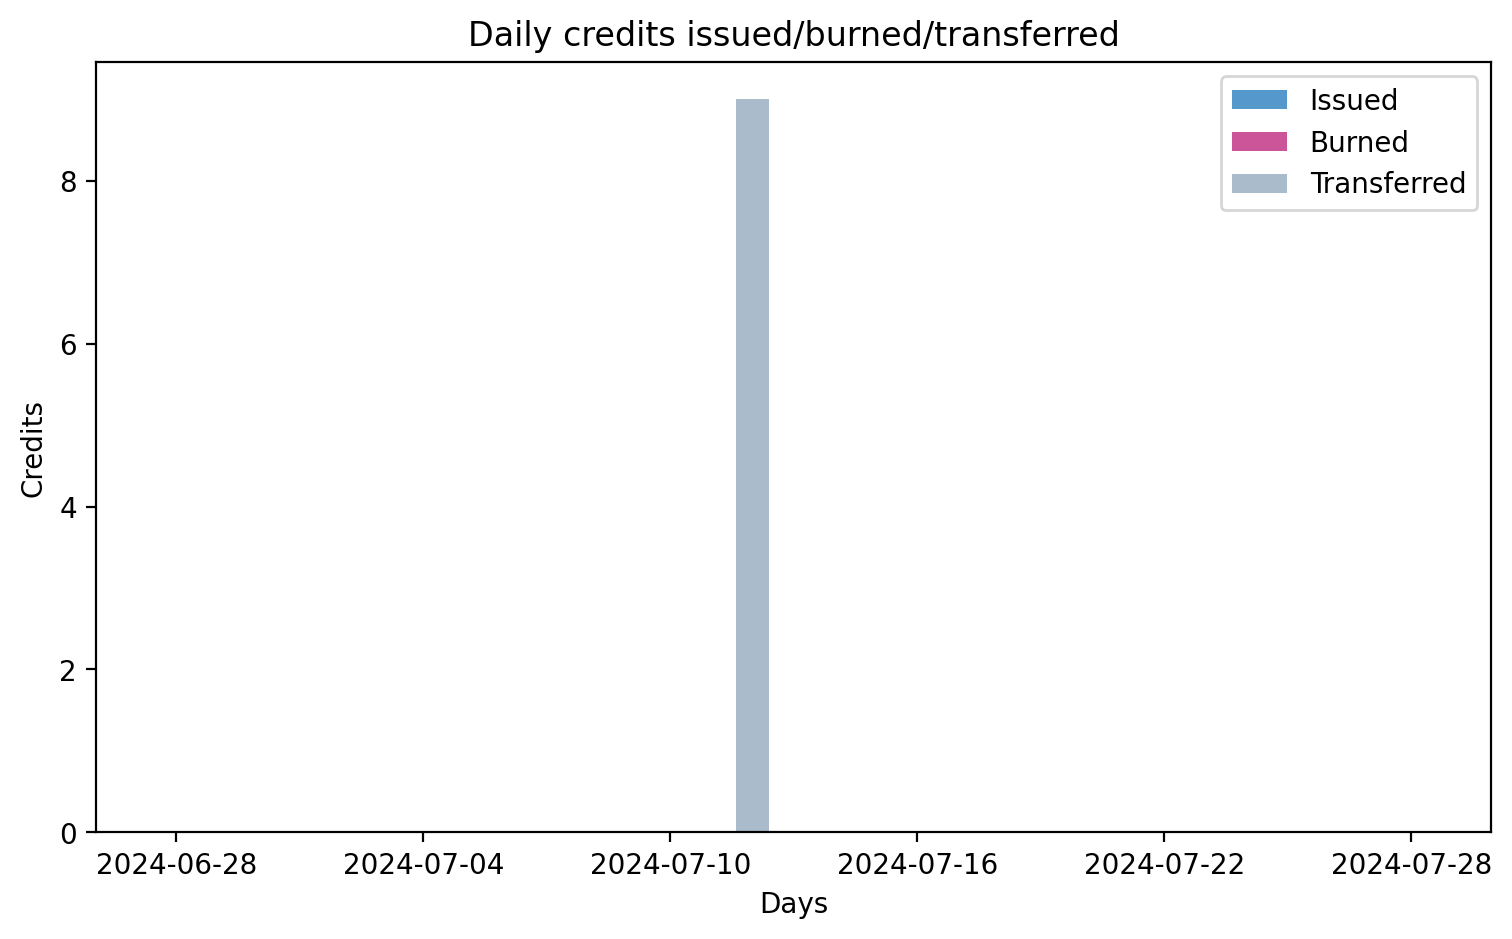 Daily credits issued/burned/transferred
Issued
Burned
Transferred
8
6
4
2
0
Credits
2024-06-28 2024-07-04 2024-07-10 2024-07-16 2024-07-22 2024-07-28
Days